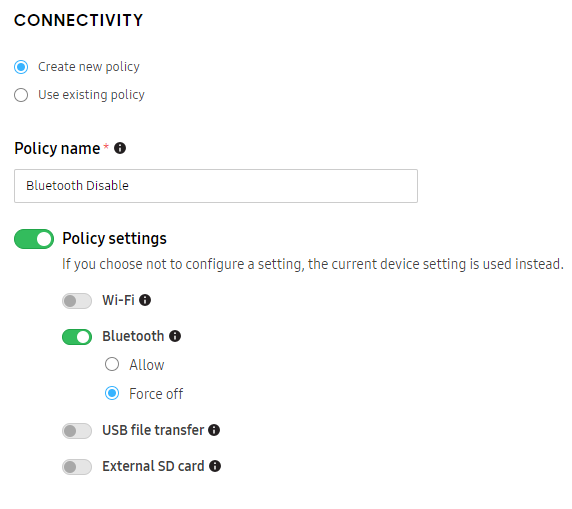 CONNECTIVITY
Create new policy
Use existing policy
Policy name *
Bluetooth Disable
Policy settings
If you choose not to configure a setting, the current device setting is used instead.
Wi-Fi
Bluetooth
Allow
Force off
USB file transfer
External SD card